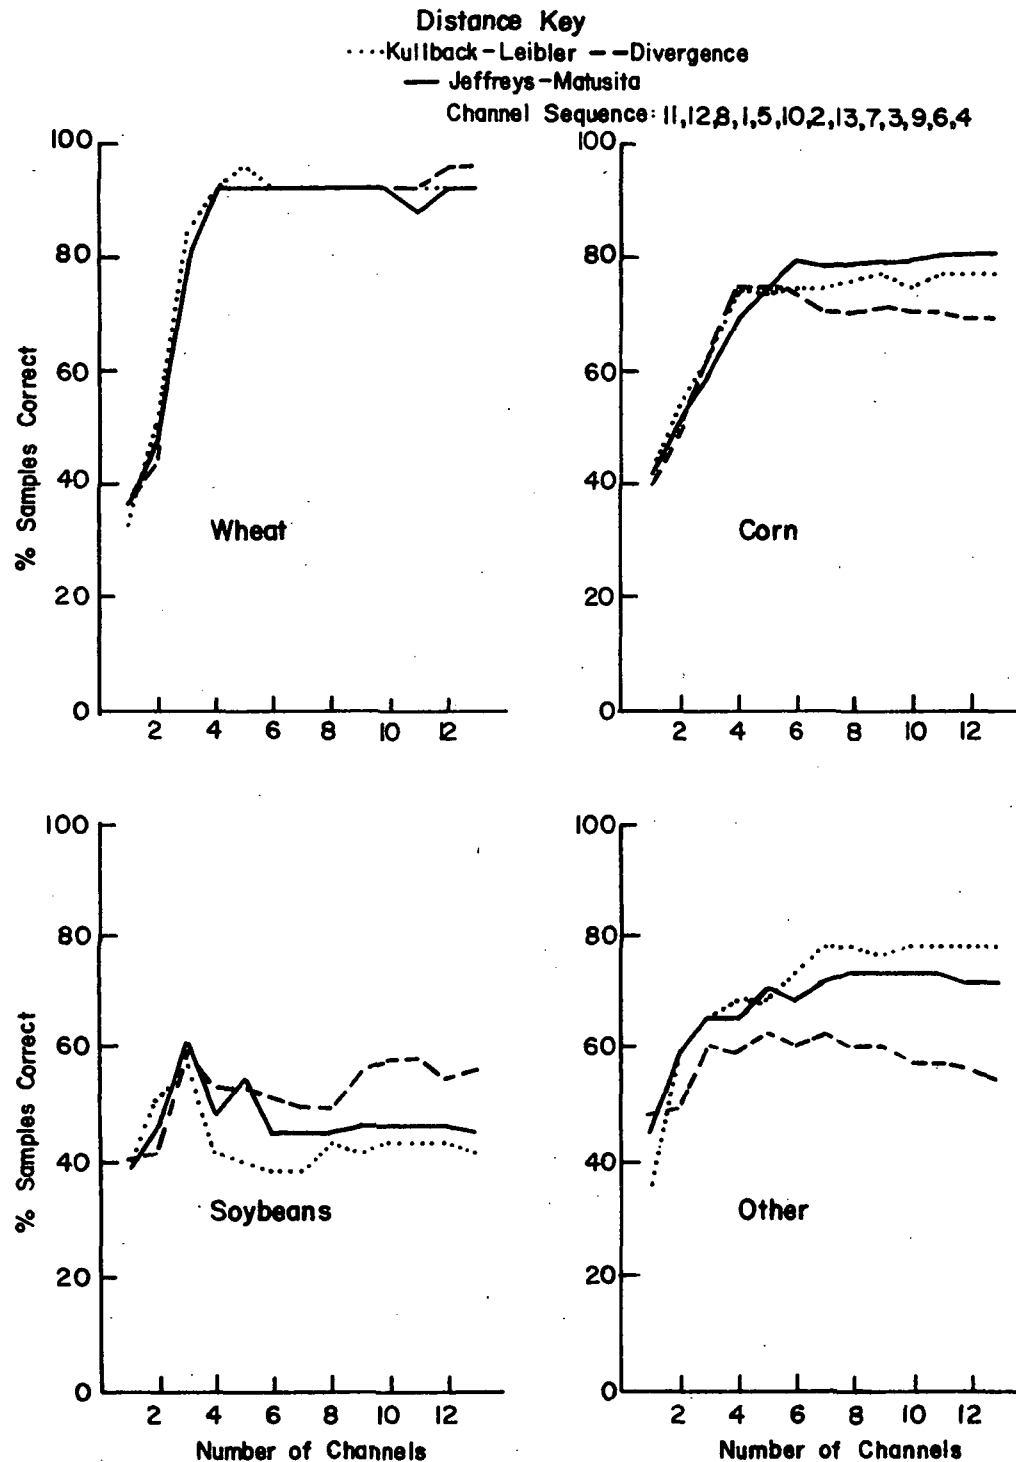 Distance Key
····Kullback-Leibler -- Divergence
— Jeffreys-Matusita
Channel Sequence: 11,12,8,1,5,10,2,13,7,3,9,6,4
% Samples Correct
100
80
60
40
20
0
2 4 6 8 10 12
Wheat
100
80
60
40
20
0
2 4 6 8 10 12
Corn
% Samples Correct
100
80
60
40
20
0
2 4 6 8 10 12
Soybeans
Number of Channels
100
80
60
40
20
0
2 4 6 8 10 12
Other
Number of Channels